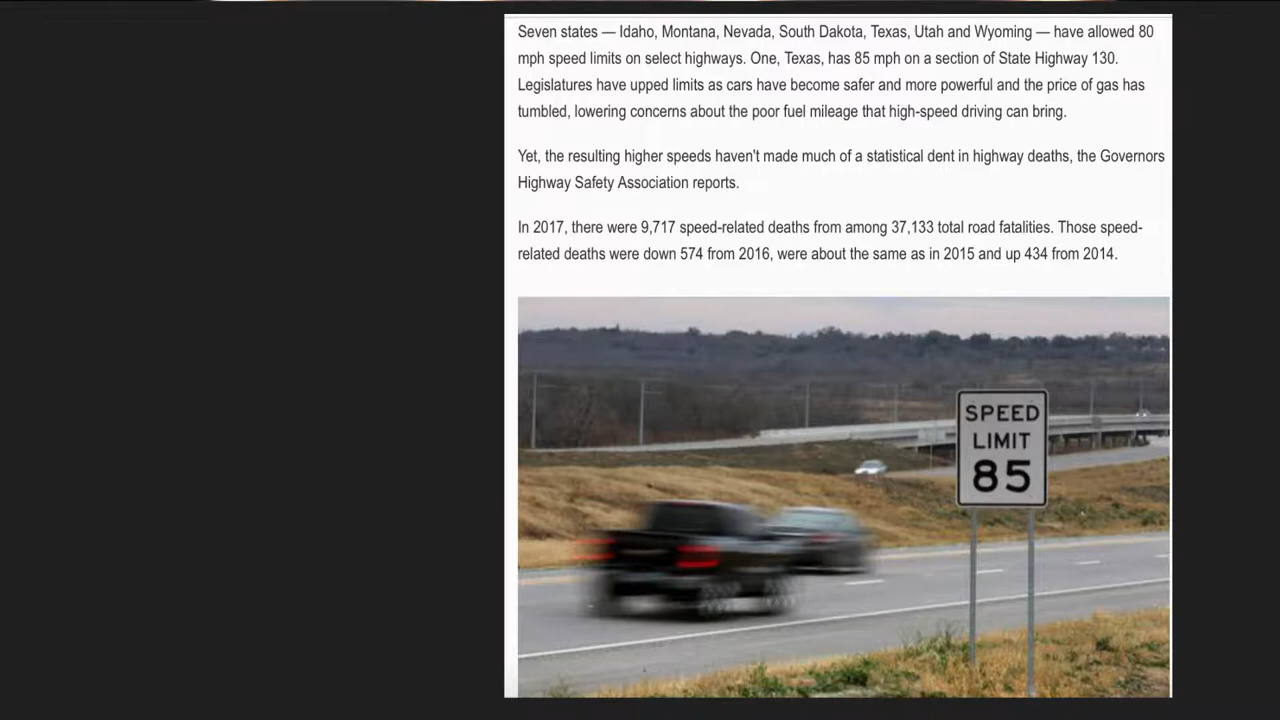 Seven states — Idaho, Montana, Nevada, South Dakota, Texas, Utah and Wyoming — have allowed 80
mph speed limits on select highways. One, Texas, has 85 mph on a section of State Highway 130.
Legislatures have upped limits as cars have become safer and more powerful and the price of gas has
tumbled, lowering concerns about the poor fuel mileage that high-speed driving can bring.
Yet, the resulting higher speeds haven't made much of a statistical dent in highway deaths, the Governors
Highway Safety Association reports.
In 2017, there were 9,717 speed-related deaths from among 37,133 total road fatalities. Those speed-
related deaths were down 574 from 2016, were about the same as in 2015 and up 434 from 2014.
SPEED
LIMIT
85